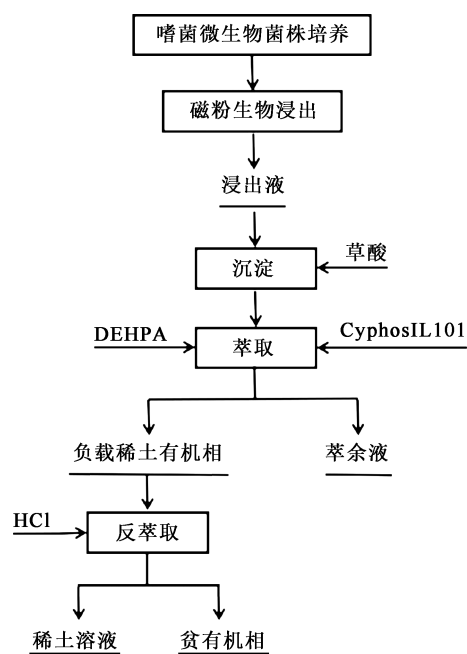 嗜菌微生物菌株培养
磁粉生物浸出
浸出液
沉淀
草酸
DEHPA
萃取
CyphosIL101
负载稀土有机相
萃余液
HCl
反萃取
稀土溶液
贫有机相